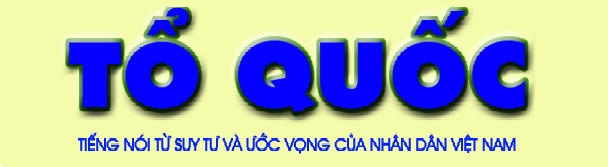 TỔ QUỐC
TIẾNG NÓI TỪ SUY TƯ VÀ ƯỚC VỌNG CỦA NHÂN DÂN VIỆT NAM